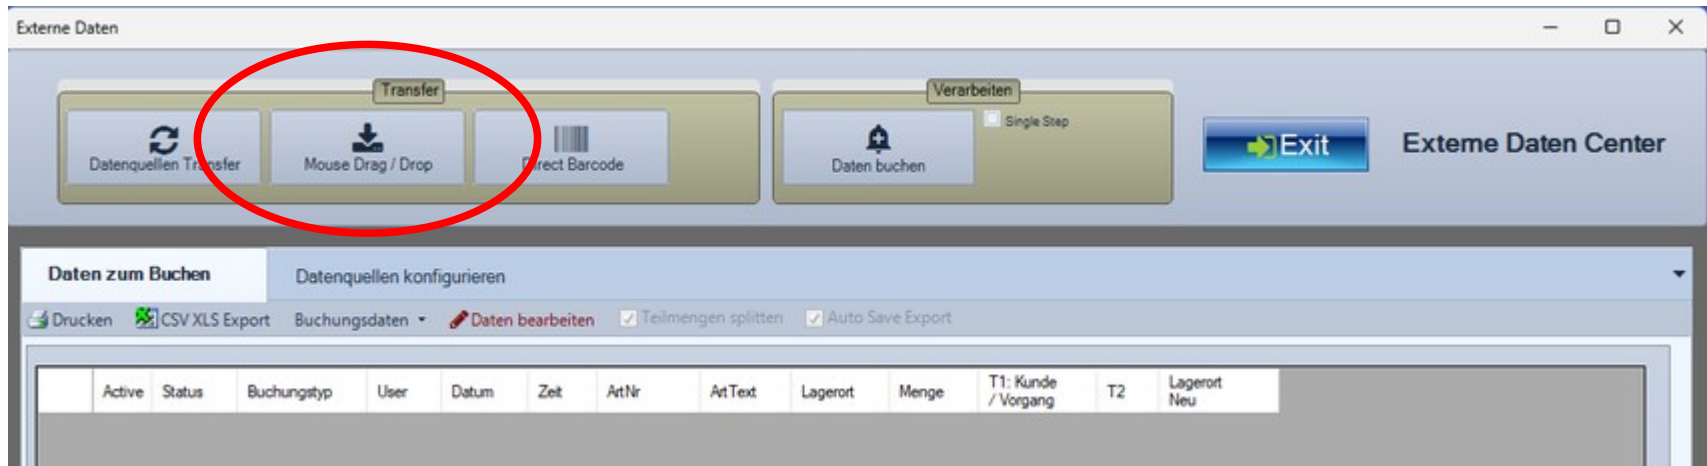 Externe Daten
Transfer
Verarbeiten
Datenquellen Transfer
Mouse Drag / Drop
Direct Barcode
Daten buchen
Single Step
Exit
Externe Daten Center
Daten zum Buchen
Datenquellen konfigurieren
Drucken CSV XLS Export Buchungsdaten Daten bearbeiten Teilmengen splitten Auto Save Export
Active Status Buchungstyp User Datum Zeit ArtNr ArtText Lagerort Menge T1: Kunde / Vorgang T2 Lagerort Neu